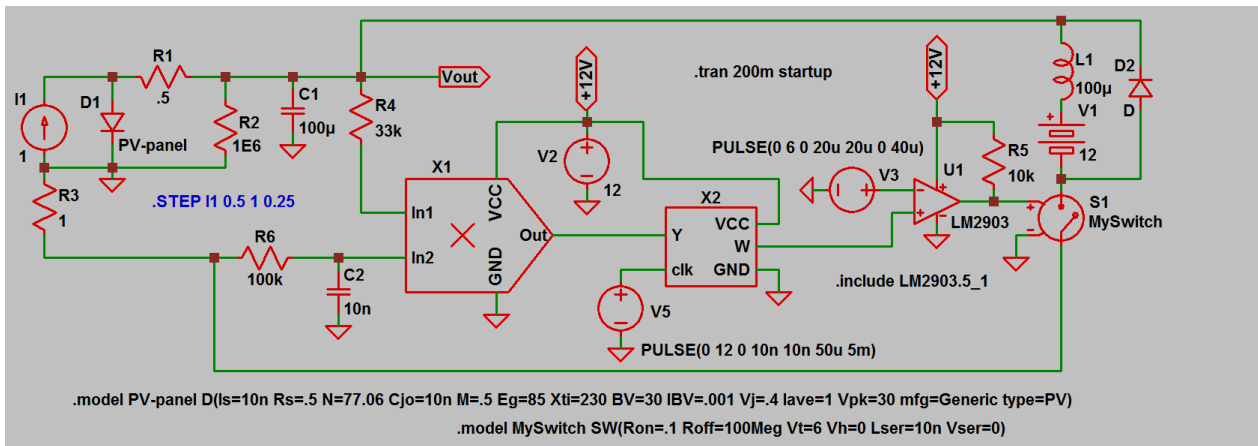 R1
.5
I1
1
D1
PV-panel
R2
1E6
C1
100µ
Vout
R4
33k
R3
1
.STEP I1 0.5 1 0.25
R6
100k
C2
10n
X1
In1
In2
VCC
GND
Out
+12V
V2
12
.tran 200m startup
PULSE(0 6 0 20u 20u 0 40u)
V3
X2
Y
clk
VCC
W
GND
V5
PULSE(0 12 0 10n 10n 50u 5m)
+12V
U1
LM2903
R5
10k
.include LM2903.5_1
L1
100µ
V1
12
D2
D
S1
MySwitch
.model PV-panel D(Is=10n Rs=.5 N=77.06 Cjo=10n M=.5 Eg=85 Xti=230 BV=30 IBV=.001 Vj=.4 Iave=1 Vpk=30 mfg=Generic type=PV)
.model MySwitch SW(Ron=.1 Roff=100Meg Vt=6 Vh=0 Lser=10n Vser=0)